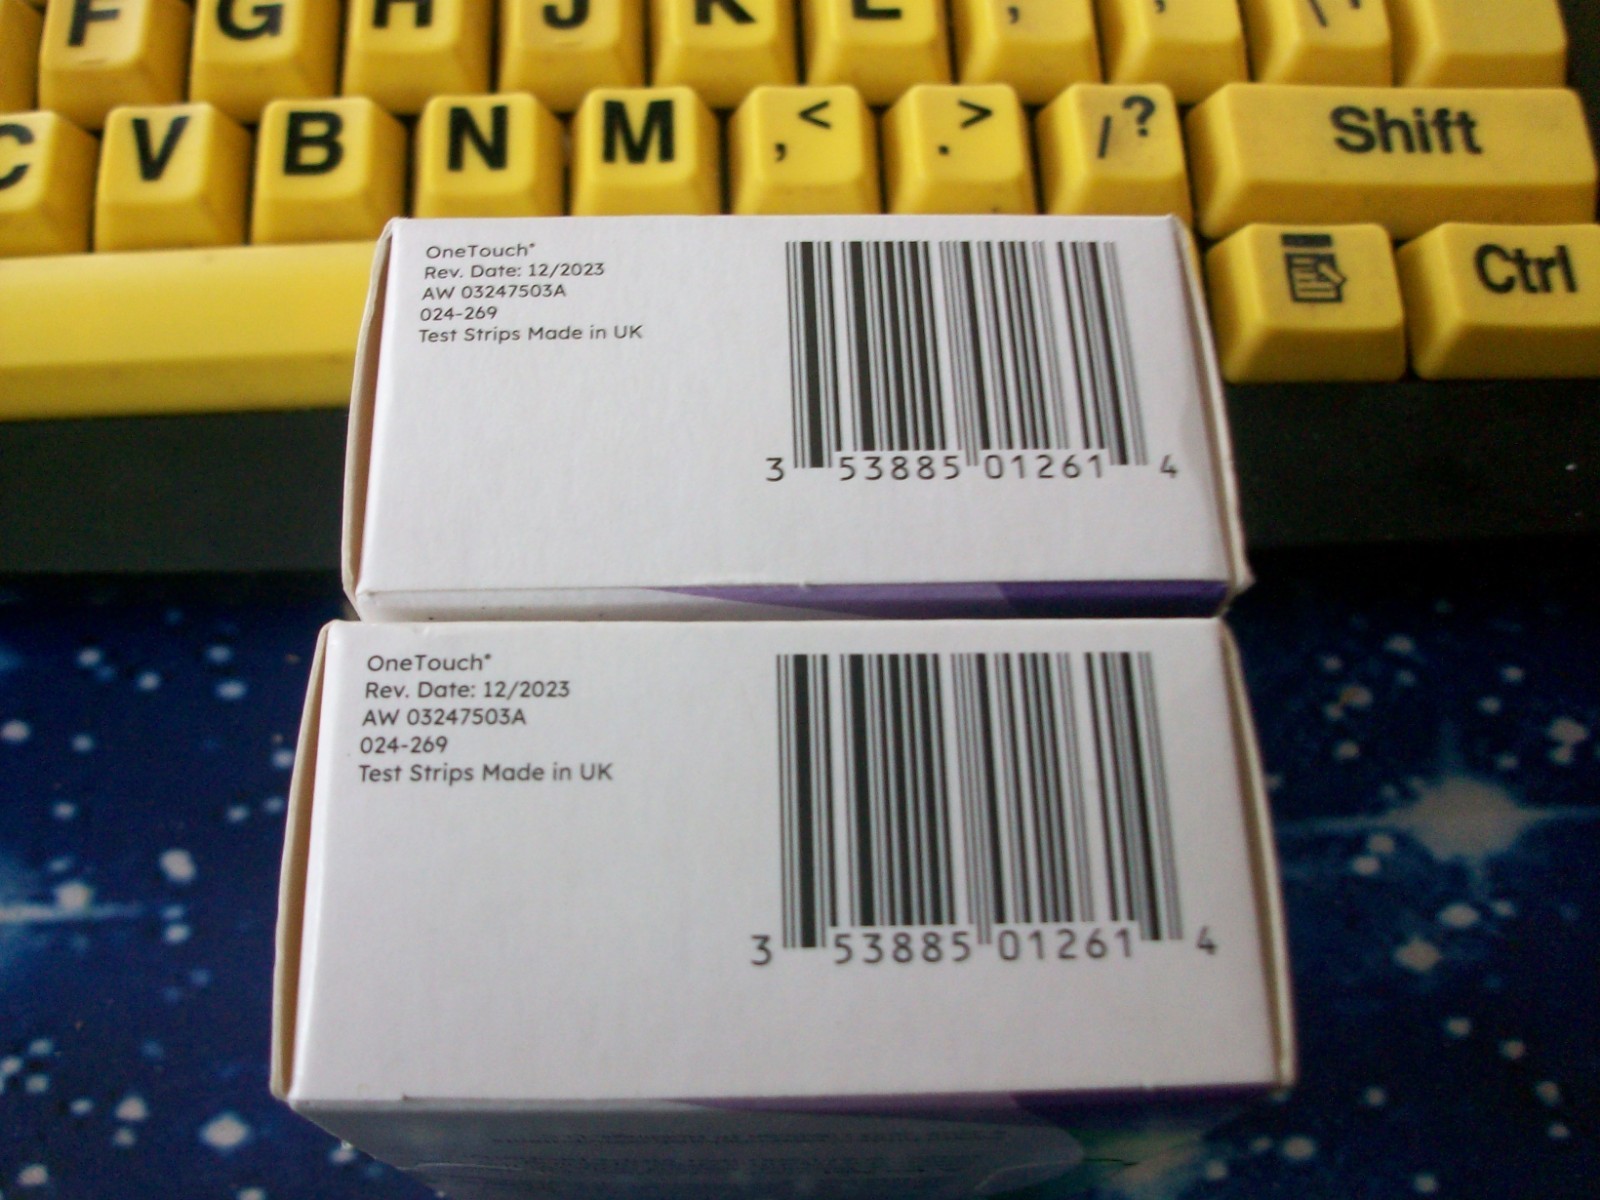 F G H J K L ; '
C V B N M , < . > / ? Shift
Ctrl
OneTouch®
Rev. Date: 12/2023
AW 03247503A
024-269
Test Strips Made in UK
3 53885 01261 4
OneTouch®
Rev. Date: 12/2023
AW 03247503A
024-269
Test Strips Made in UK
3 53885 01261 4